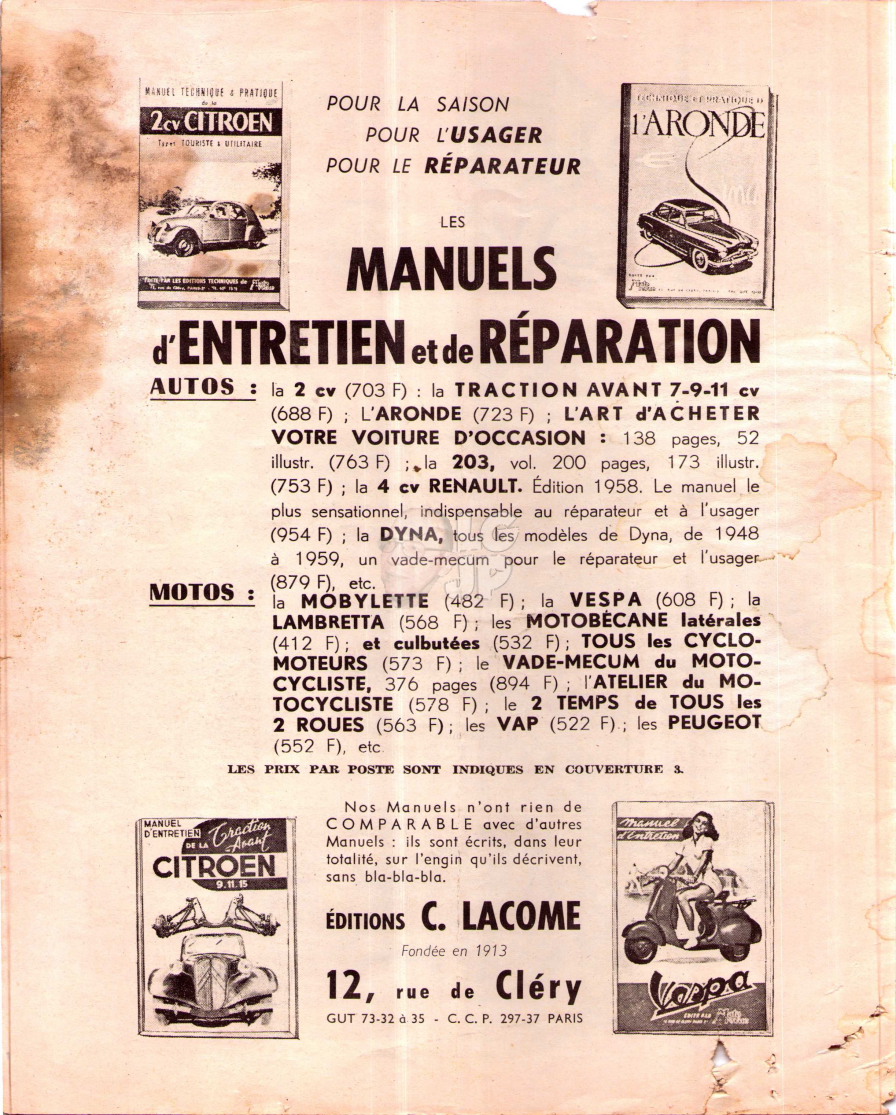 MANUEL TECHNIQUE & PRATIQUE
de la
2cv CITROEN
Types TOURISTE & UTILITAIRE
EDITE PAR LES EDITIONS TECHNIQUES de
POUR LA SAISON
POUR L'USAGER
POUR LE RÉPARATEUR
L'ARONDE
LES
MANUELS
d'ENTRETIEN et de RÉPARATION
AUTOS : la 2 cv (703 F) : la TRACTION AVANT 7-9-11 cv
(688 F) ; L'ARONDE (723 F) ; L'ART d'ACHETER
VOTRE VOITURE D'OCCASION : 138 pages, 52
illustr. (763 F) ; la 203, vol. 200 pages, 173 illustr.
(753 F) ; la 4 cv RENAULT. Édition 1958. Le manuel le
plus sensationnel, indispensable au réparateur et à l'usager
(954 F) ; la DYNA, tous les modèles de Dyna, de 1948
à 1959, un vade-mecum pour le réparateur et l'usager
(879 F), etc.
MOTOS : la MOBYLETTE (482 F) ; la VESPA (608 F) ; la
LAMBRETTA (568 F) ; les MOTOBÉCANE latérales
(412 F) ; et culbutées (532 F) ; TOUS les CYCLO-
MOTEURS (573 F) ; le VADE-MECUM du MOTO-
CYCLISTE, 376 pages (894 F) ; l'ATELIER du MO-
TOCYCLISTE (578 F) ; le 2 TEMPS de TOUS les
2 ROUES (563 F) ; les VAP (522 F) ; les PEUGEOT
(552 F), etc
LES PRIX PAR POSTE SONT INDIQUES EN COUVERTURE 3.
MANUEL
D'ENTRETIEN
DE LA Traction
Avant
CITROEN
9.11.15
Nos Manuels n'ont rien de
COMPARABLE avec d'autres
Manuels : ils sont écrits, dans leur
totalité, sur l'engin qu'ils décrivent,
sans bla-bla-bla.
ÉDITIONS C. LACOME
Fondée en 1913
12, rue de Cléry
GUT 73-32 à 35 - C. C. P. 297-37 PARIS
manuel
d'entretien
Vespa
EDITE PAR